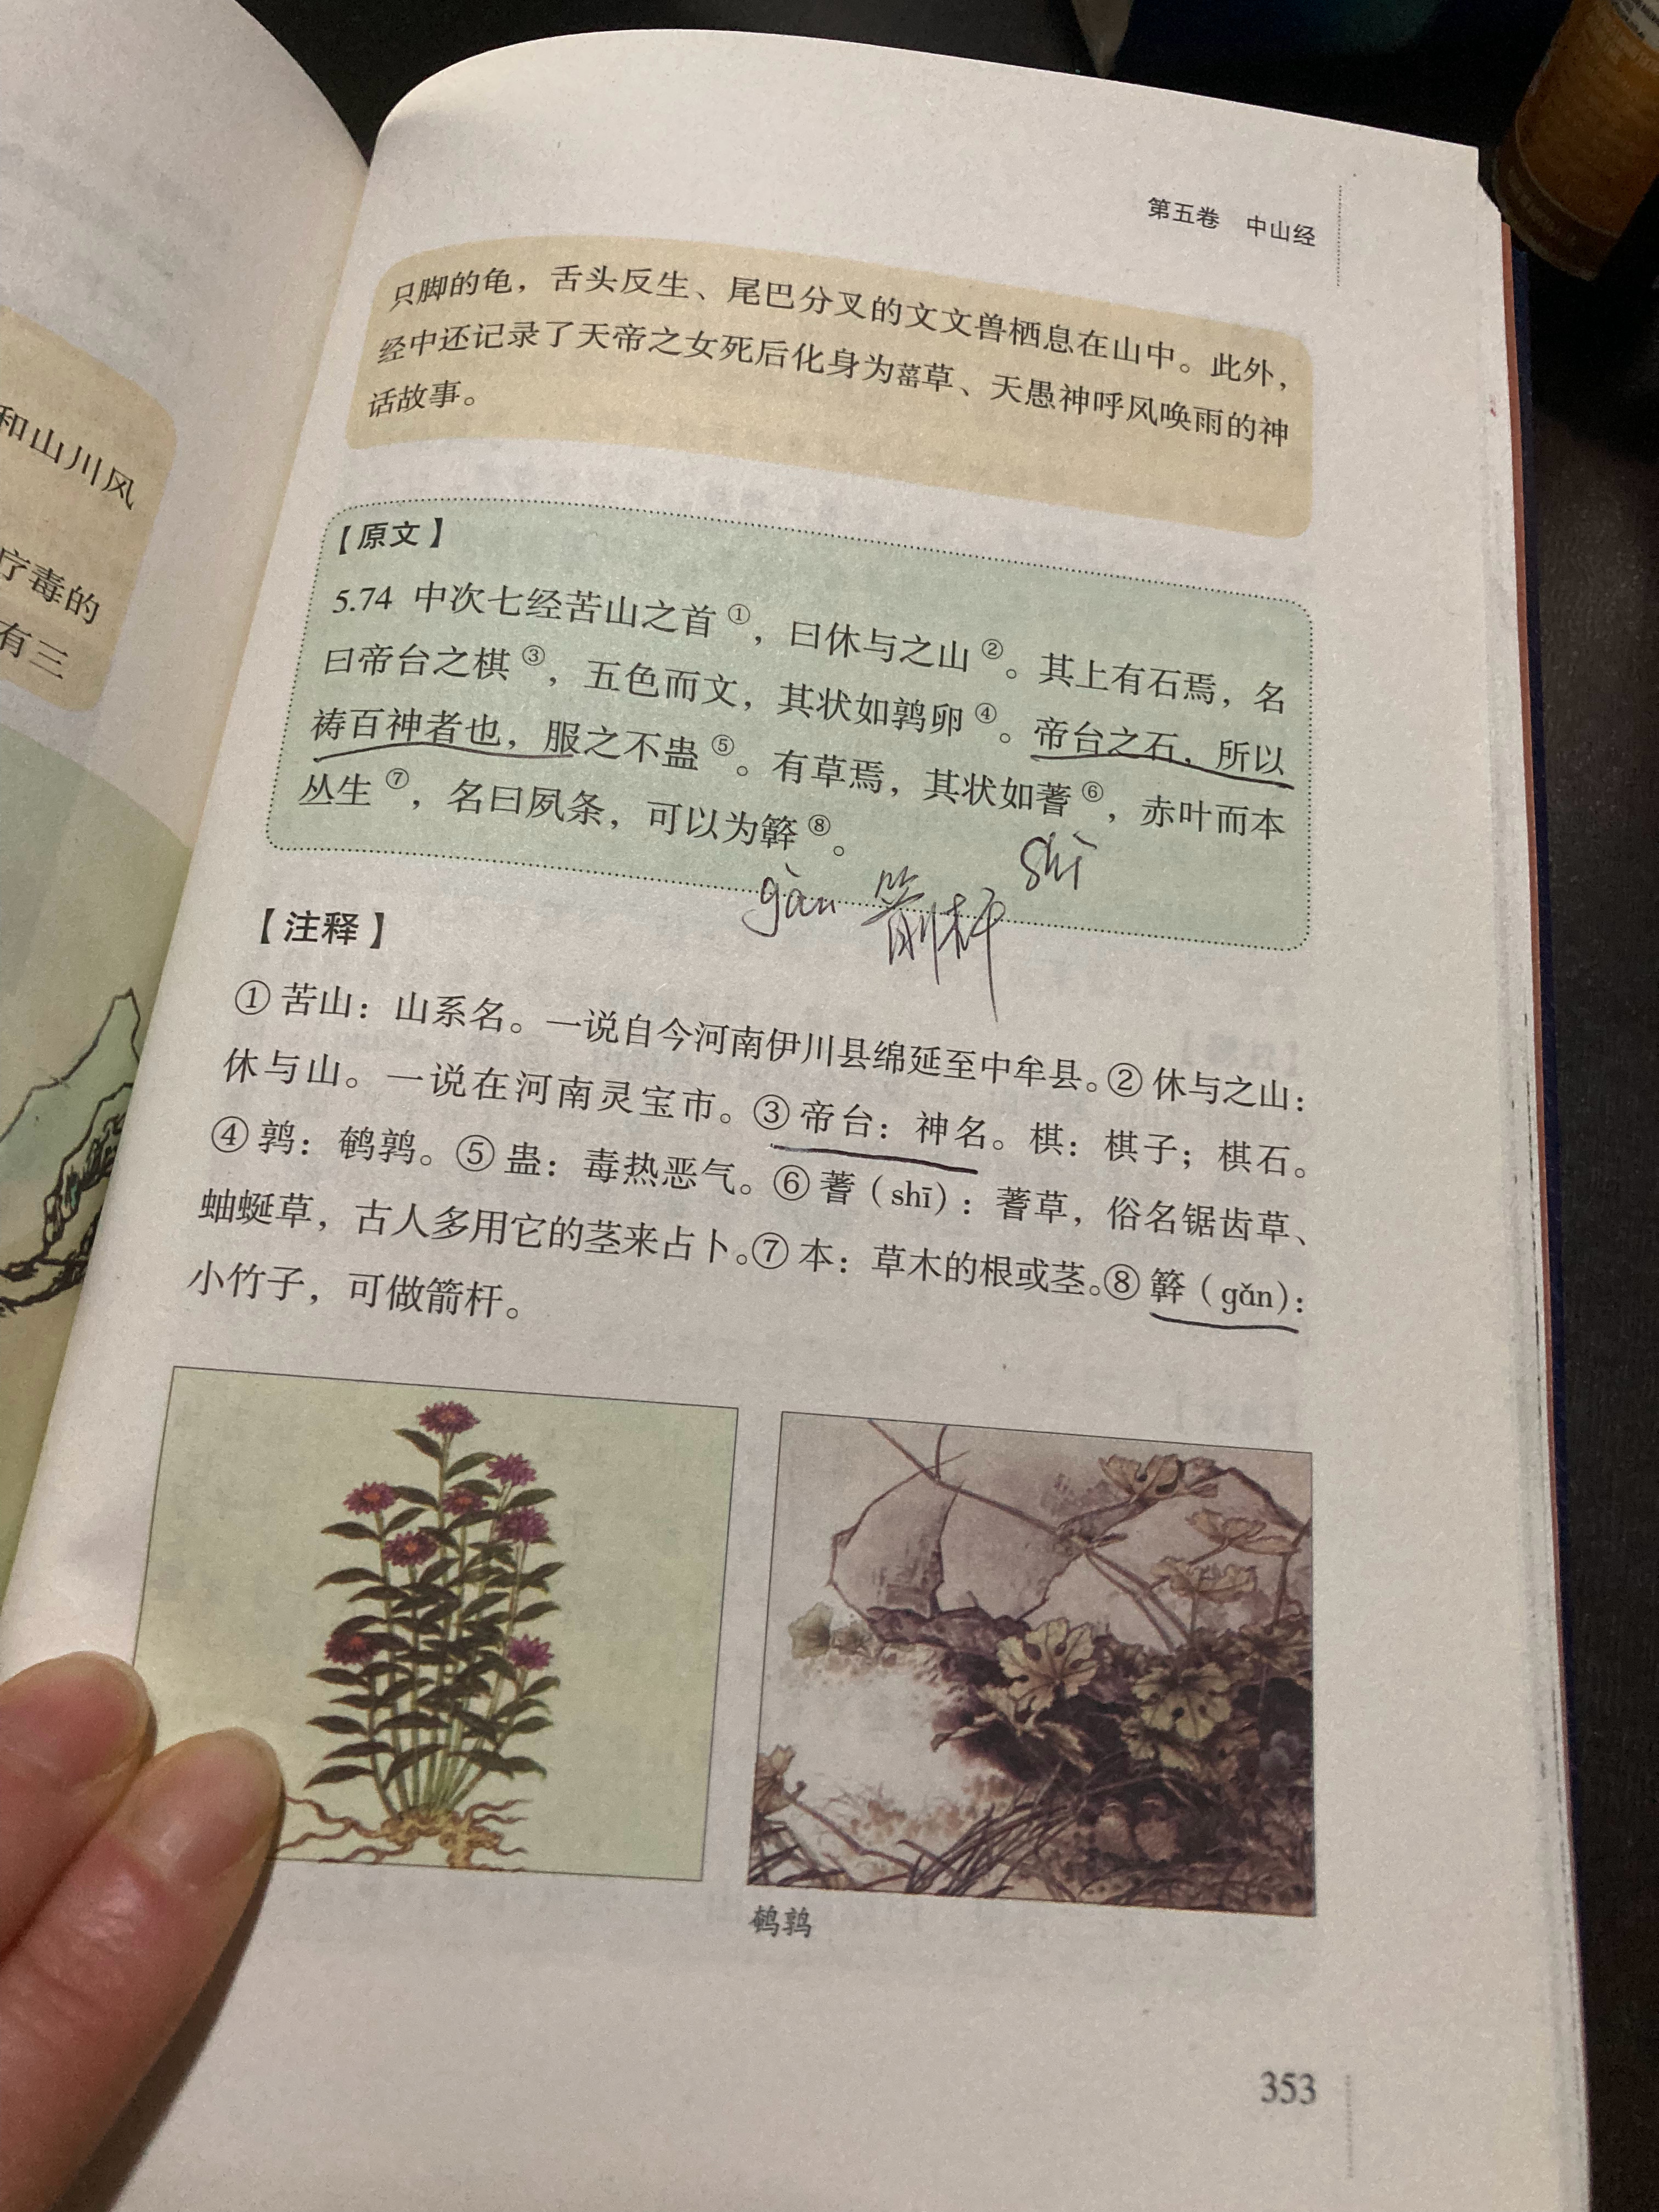 和山川风
疗毒的
有三
第五卷 中山经
只脚的龟，舌头反生、尾巴分叉的文文兽栖息在山中。此外，
经中还记录了天帝之女死后化身为䔄草、天愚神呼风唤雨的神
话故事。
【原文】
5.74 中次七经苦山之首①，曰休与之山②。其上有石焉，名
曰帝台之棋③，五色而文，其状如鹑卵④。帝台之石，所以
祷百神者也，服之不蛊⑤。有草焉，其状如蓍⑥，赤叶而本
丛生⑦，名曰夙条，可以为簳⑧。
shī
gàn 箭杆
【注释】
①苦山：山系名。一说自今河南伊川县绵延至中牟县。②休与之山：
休与山。一说在河南灵宝市。③帝台：神名。棋：棋子；棋石。
④鹑：鹌鹑。⑤蛊：毒热恶气。⑥蓍（shī）：蓍草，俗名锯齿草、
蚰蜒草，古人多用它的茎来占卜。⑦本：草木的根或茎。⑧簳（gǎn）：
小竹子，可做箭杆。
鹌鹑
353